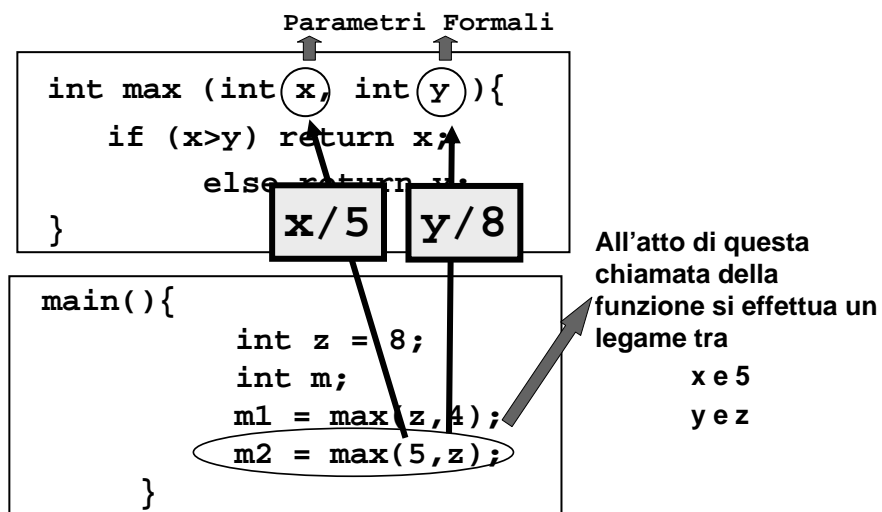 Parametri Formali
int max (int x, int y ){
if (x>y) return x;
else return y;
x/5
y/8
}
main(){
int z = 8;
int m;
m1 = max(z,4);
m2 = max(5,z);
}
All'atto di questa
chiamata della
funzione si effettua un
legame tra
x e 5
y e z